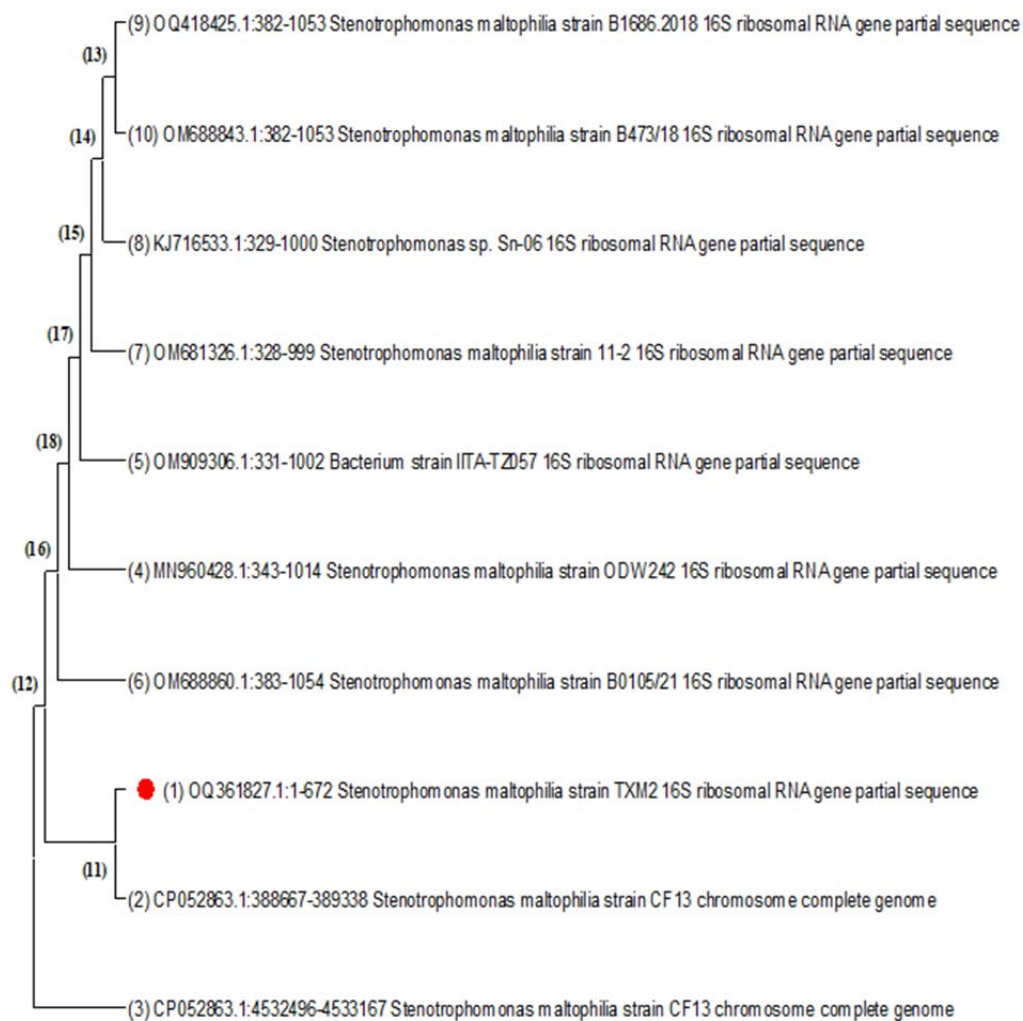 (9) OQ418425.1:382-1053 Stenotrophomonas maltophilia strain B1686.2018 16S ribosomal RNA gene partial sequence
(13)
(14)
(10) OM688843.1:382-1053 Stenotrophomonas maltophilia strain B473/18 16S ribosomal RNA gene partial sequence
(15)
(8) KJ716533.1:329-1000 Stenotrophomonas sp. Sn-06 16S ribosomal RNA gene partial sequence
(17)
(7) OM681326.1:328-999 Stenotrophomonas maltophilia strain 11-2 16S ribosomal RNA gene partial sequence
(18)
(5) OM909306.1:331-1002 Bacterium strain IITA-TZ057 16S ribosomal RNA gene partial sequence
(16)
(4) MN960428.1:343-1014 Stenotrophomonas maltophilia strain ODW242 16S ribosomal RNA gene partial sequence
(12)
(6) OM688860.1:383-1054 Stenotrophomonas maltophilia strain B0105/21 16S ribosomal RNA gene partial sequence
(1) OQ361827.1:1-672 Stenotrophomonas maltophilia strain TXM2 16S ribosomal RNA gene partial sequence
(11)
(2) CP052863.1:388667-389338 Stenotrophomonas maltophilia strain CF13 chromosome complete genome
(3) CP052863.1:4532496-4533167 Stenotrophomonas maltophilia strain CF13 chromosome complete genome